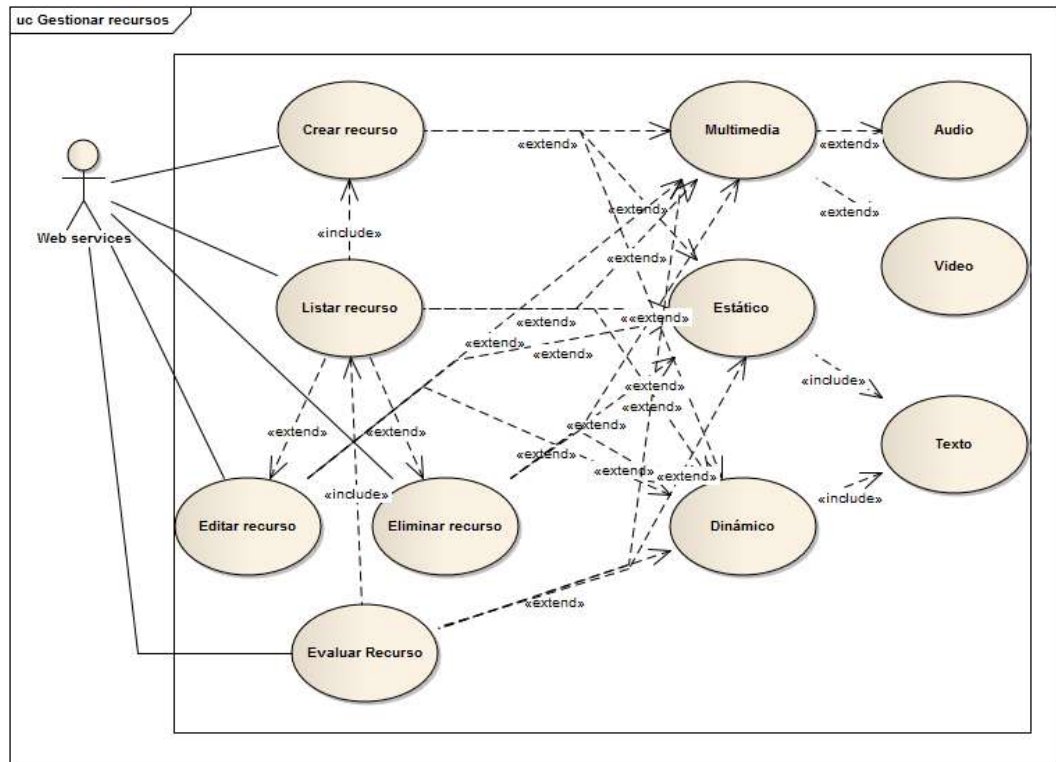 uc Gestionar recursos
Crear recurso
Multimedia
Audio
«extend»
«extend»
Web services
«include»
«extend»
«extend»
«extend»
Listar recurso
Estático
Video
«extend»
««extend»
«extend»
«extend»
«extend»
«include»
«extend»
«extend»
«extend»
Texto
«extend»
«extend»
«include»
«include»
Editar recurso
Eliminar recurso
Dinámico
«extend»
Evaluar Recurso